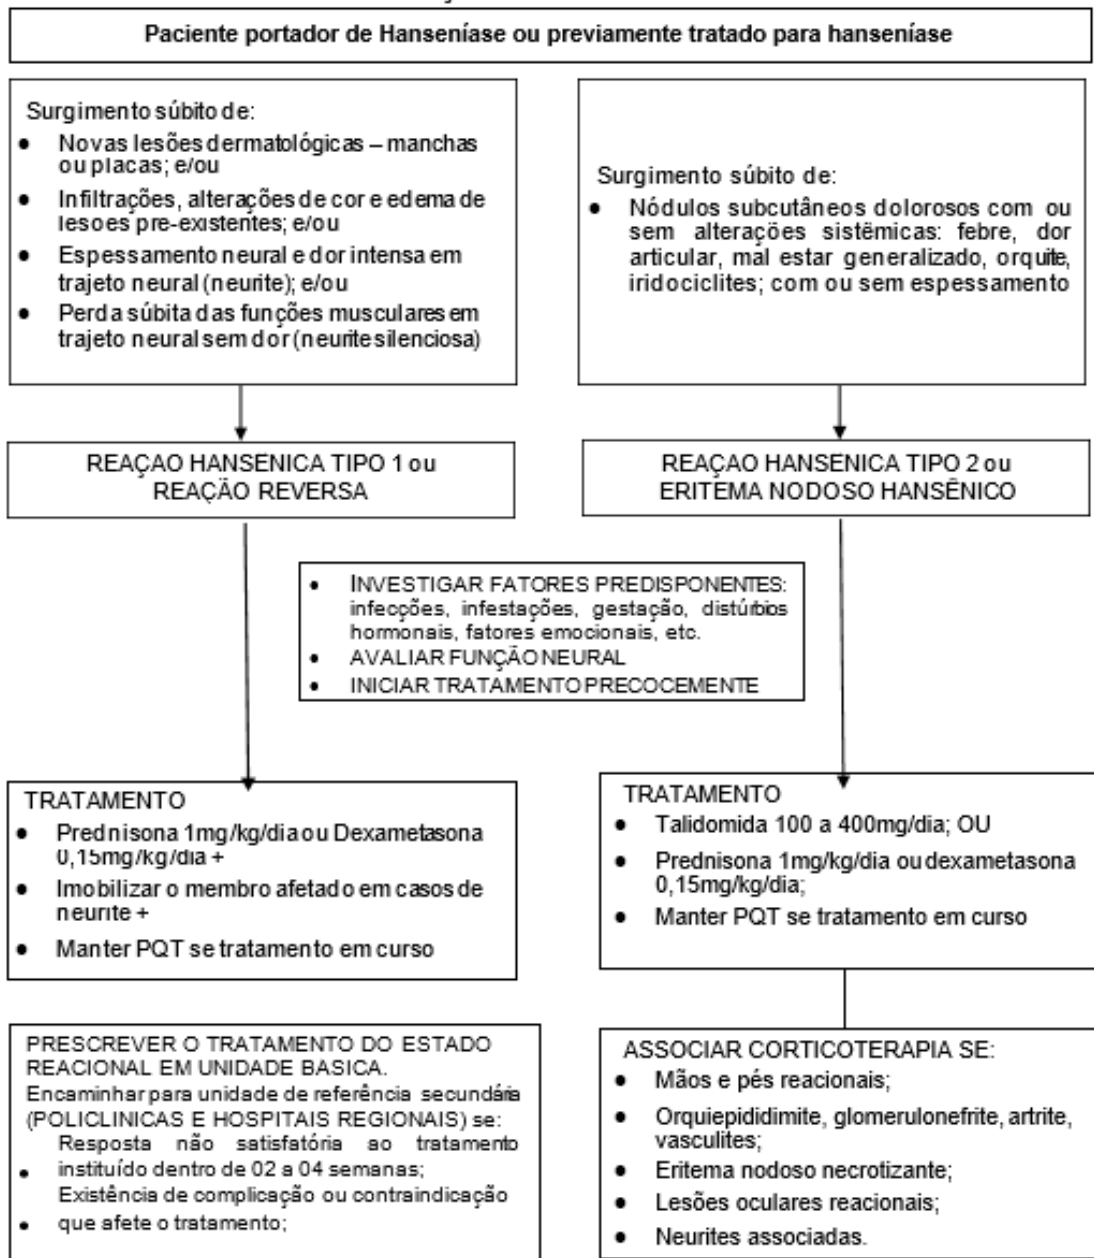 Paciente portador de Hanseníase ou previamente tratado para hanseníase
Surgimento súbito de:
● Novas lesões dermatológicas – manchas
ou placas; e/ou
● Infiltrações, alterações de cor e edema de
lesoes pre-existentes; e/ou
● Espessamento neural e dor intensa em
trajeto neural (neurite); e/ou
● Perda súbita das funções musculares em
trajeto neural sem dor (neurite silenciosa)
Surgimento súbito de:
● Nódulos subcutâneos dolorosos com ou
sem alterações sistêmicas: febre, dor
articular, mal estar generalizado, orquite,
iridociclites; com ou sem espessamento
REAÇAO HANSENICA TIPO 1 ou
REAÇÃO REVERSA
REAÇAO HANSENICA TIPO 2 ou
ERITEMA NODOSO HANSÊNICO
● INVESTIGAR FATORES PREDISPONENTES:
infecções, infestações, gestação, distúrbios
hormonais, fatores emocionais, etc.
● AVALIAR FUNÇÃO NEURAL
● INICIAR TRATAMENTO PRECOCEMENTE
TRATAMENTO
● Prednisona 1mg/kg/dia ou Dexametasona
0,15mg/kg/dia +
● Imobilizar o membro afetado em casos de
neurite +
● Manter PQT se tratamento em curso
TRATAMENTO
● Talidomida 100 a 400mg/dia; OU
● Prednisona 1mg/kg/dia ou dexametasona
0,15mg/kg/dia;
● Manter PQT se tratamento em curso
PRESCREVER O TRATAMENTO DO ESTADO
REACIONAL EM UNIDADE BASICA.
Encaminhar para unidade de referência secundária
(POLICLINICAS E HOSPITAIS REGIONAIS) se:
Resposta não satisfatória ao tratamento
● instituído dentro de 02 a 04 semanas;
Existência de complicação ou contraindicação
● que afete o tratamento;
ASSOCIAR CORTICOTERAPIA SE:
● Mãos e pés reacionais;
● Orquiepididimite, glomerulonefrite, artrite,
vasculites;
● Eritema nodoso necrotizante;
● Lesões oculares reacionais;
● Neurites associadas.